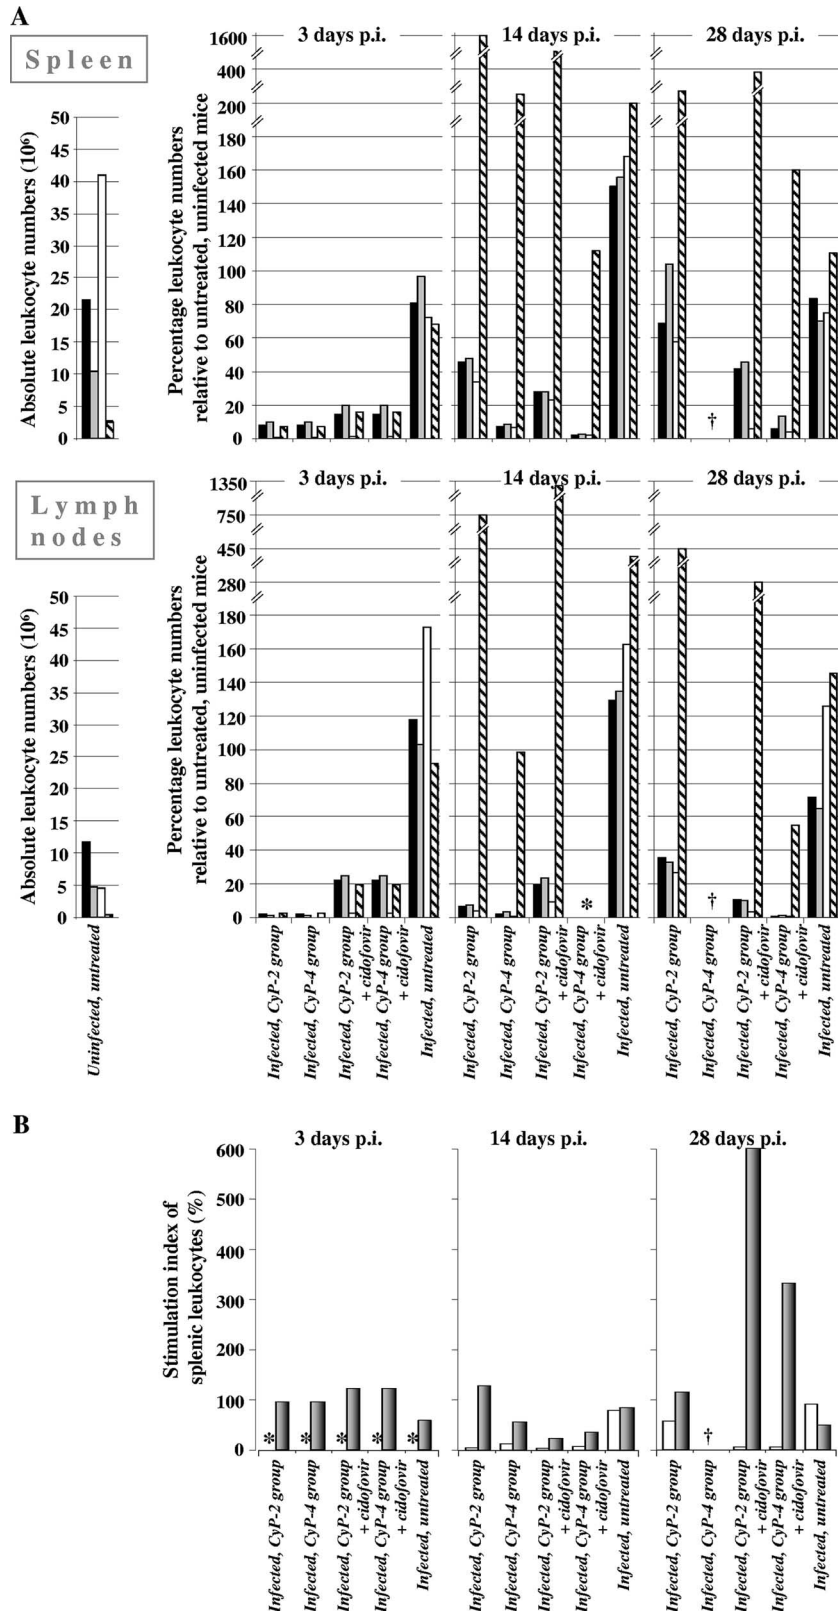 A
Spleen
3 days p.i.
14 days p.i.
28 days p.i.
Absolute leukocyte numbers (10⁶)
50
45
40
35
30
25
20
15
10
5
0
Percentage leukocyte numbers
relative to untreated, uninfected mice
1600
400
200
180
160
140
120
100
80
60
40
20
0
†
Lymph
nodes
3 days p.i.
14 days p.i.
28 days p.i.
Absolute leukocyte numbers (10⁶)
50
45
40
35
30
25
20
15
10
5
0
Percentage leukocyte numbers
relative to untreated, uninfected mice
1350
750
450
280
180
160
140
120
100
80
60
40
20
0
*
†
Uninfected, untreated
Infected, CyP-2 group
Infected, CyP-4 group
Infected, CyP-2 group
+ cidofovir
Infected, CyP-4 group
+ cidofovir
Infected, untreated
Infected, CyP-2 group
Infected, CyP-4 group
Infected, CyP-2 group
+ cidofovir
Infected, CyP-4 group
+ cidofovir
Infected, untreated
Infected, CyP-2 group
Infected, CyP-4 group
Infected, CyP-2 group
+ cidofovir
Infected, CyP-4 group
+ cidofovir
Infected, untreated
B
3 days p.i.
14 days p.i.
28 days p.i.
Stimulation index of
splenic leukocytes (%)
600
500
400
300
200
100
0
* * * * *
†
Infected, CyP-2 group
Infected, CyP-4 group
Infected, CyP-2 group
+ cidofovir
Infected, CyP-4 group
+ cidofovir
Infected, untreated
Infected, CyP-2 group
Infected, CyP-4 group
Infected, CyP-2 group
+ cidofovir
Infected, CyP-4 group
+ cidofovir
Infected, untreated
Infected, CyP-2 group
Infected, CyP-4 group
Infected, CyP-2 group
+ cidofovir
Infected, CyP-4 group
+ cidofovir
Infected, untreated